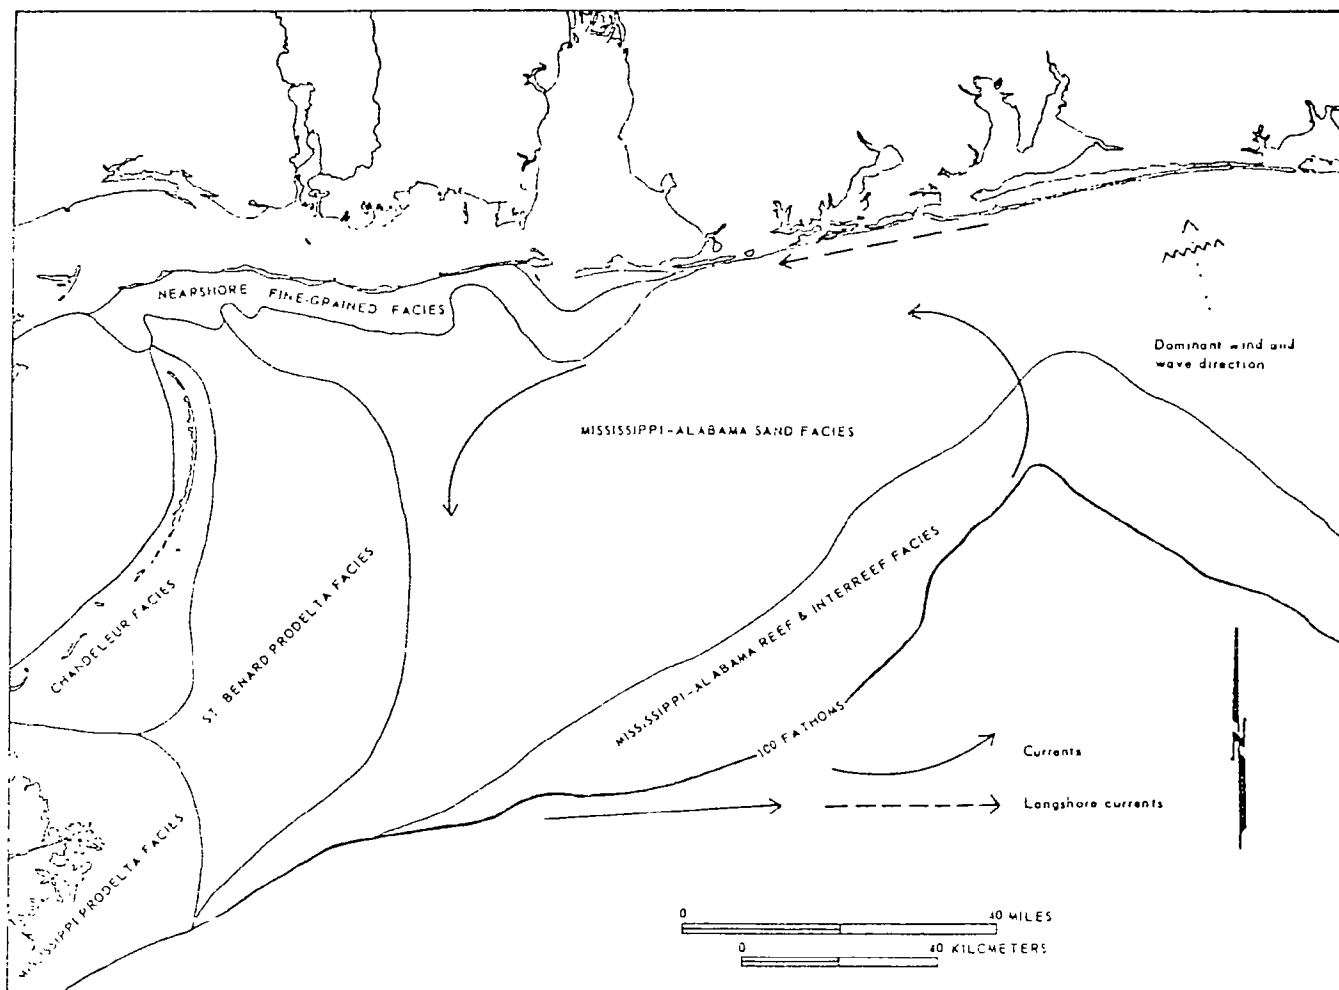 NEARSHORE FINE-GRAINED FACIES
Dominant wind and
wave direction
MISSISSIPPI-ALABAMA SAND FACIES
CHANDELEUR FACIES
ST. BENARD PRODELTA FACIES
MISSISSIPPI-ALABAMA REEF & INTERREEF FACIES
100 FATHOMS
Currents
Longshore currents
MISSISSIPPI PRODELTA FACIES
N
0 40 MILES
0 40 KILOMETERS